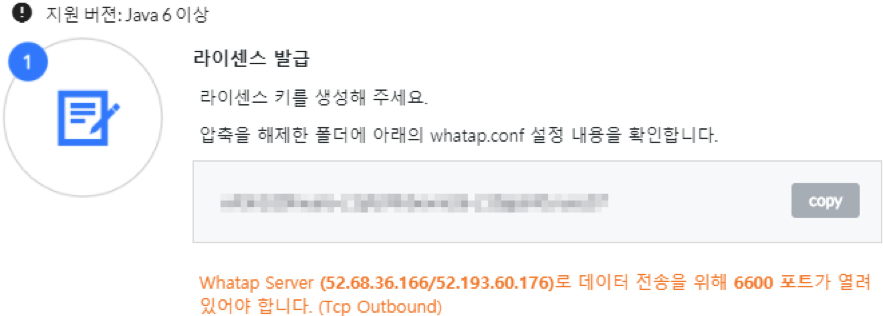 지원 버젼: Java 6 이상
1
라이센스 발급
라이센스 키를 생성해 주세요.
압축을 해제한 폴더에 아래의 whatap.conf 설정 내용을 확인합니다.
copy
Whatap Server (52.68.36.166/52.193.60.176)로 데이터 전송을 위해 6600 포트가 열려
있어야 합니다. (Tcp Outbound)